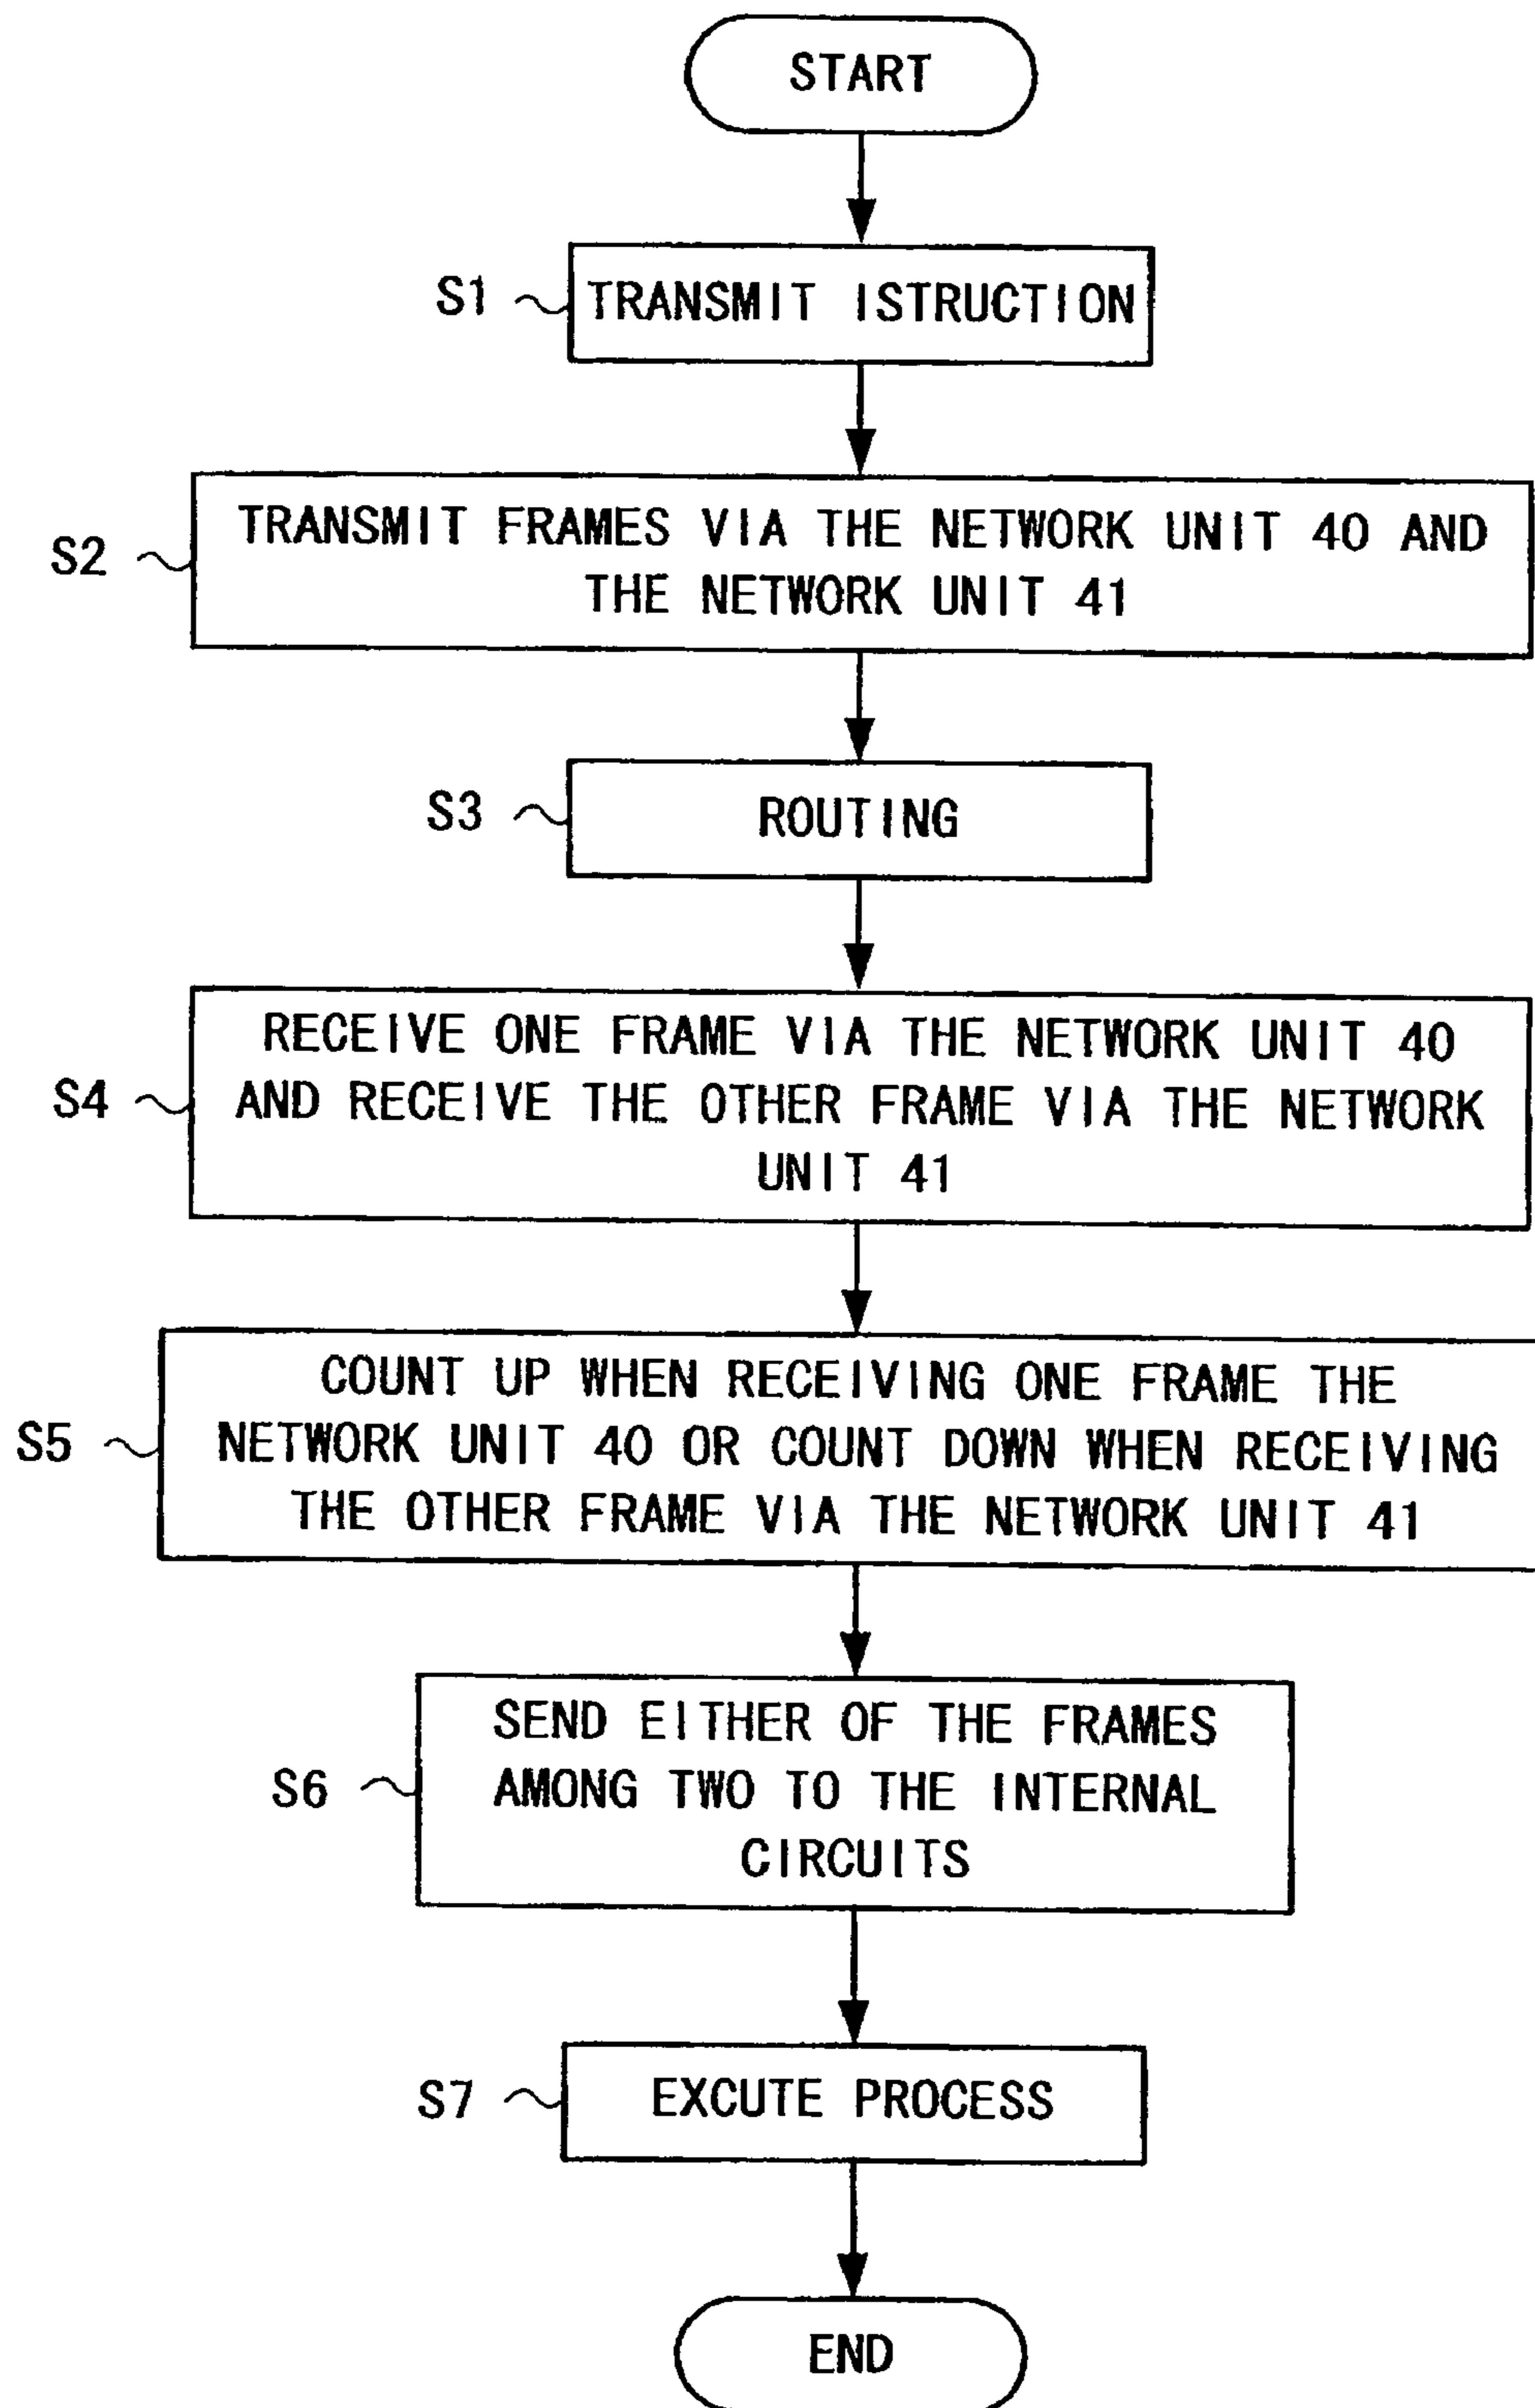 START
S1
TRANSMIT ISTRUCTION
S2
TRANSMIT FRAMES VIA THE NETWORK UNIT 40 AND
THE NETWORK UNIT 41
S3
ROUTING
S4
RECEIVE ONE FRAME VIA THE NETWORK UNIT 40
AND RECEIVE THE OTHER FRAME VIA THE NETWORK
UNIT 41
S5
COUNT UP WHEN RECEIVING ONE FRAME THE
NETWORK UNIT 40 OR COUNT DOWN WHEN RECEIVING
THE OTHER FRAME VIA THE NETWORK UNIT 41
S6
SEND EITHER OF THE FRAMES
AMONG TWO TO THE INTERNAL
CIRCUITS
S7
EXCUTE PROCESS
END